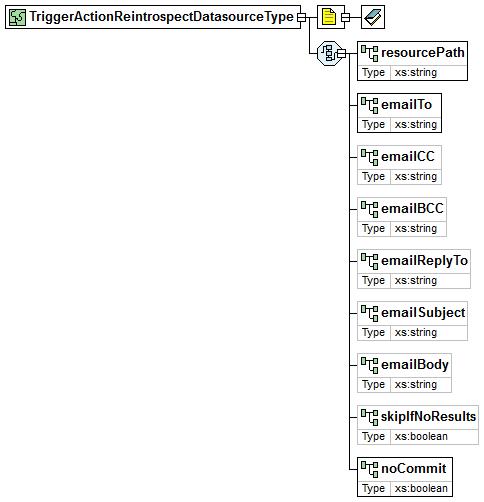 TriggerActionReintrospectDatasourceType
resourcePath
Type xs:string
emailTo
Type xs:string
emailCC
Type xs:string
emailBCC
Type xs:string
emailReplyTo
Type xs:string
emailSubject
Type xs:string
emailBody
Type xs:string
skipIfNoResults
Type xs:boolean
noCommit
Type xs:boolean